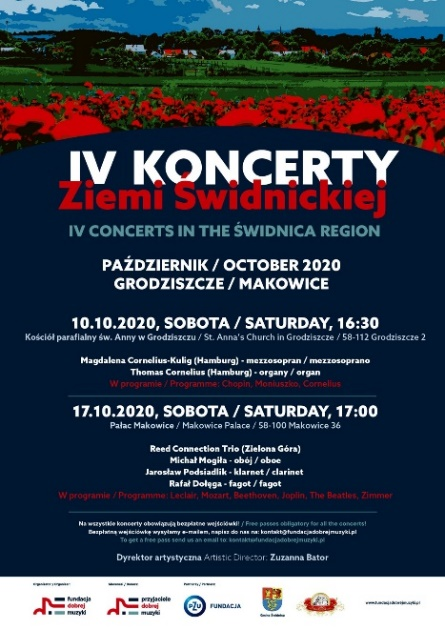 IV KONCERTY
Ziemi Świdnickiej
IV CONCERTS IN THE ŚWIDNICA REGION
PAŹDZIERNIK / OCTOBER 2020
GRODZISZCZE / MAKOWICE
10.10.2020, SOBOTA / SATURDAY, 16:30
Kościół parafialny św. Anny w Grodziszczu / St. Anna's Church in Grodziszcze / 58-112 Grodziszcze 2
Magdalena Cornelius-Kulig (Hamburg) - mezzosopran / mezzosoprano
Thomas Cornelius (Hamburg) - organy / organ
W programie / Programme: Chopin, Moniuszko, Cornelius
17.10.2020, SOBOTA / SATURDAY, 17:00
Pałac Makowice / Makowice Palace / 58-100 Makowice 36
Reed Connection Trio (Zielona Góra)
Michał Mogiła - obój / oboe
Jarosław Podsiadlik - klarnet / clarinet
Rafał Dołęga - fagot / fagot
W programie / Programme: Leclair, Mozart, Beethoven, Joplin, The Beatles, Zimmer
Na wszystkie koncerty obowiązują bezpłatne wejściówki! / Free passes obligatory for all the concerts!
Bezpłatną wejściówkę wysyłamy e-mailem, napisz do nas na: kontakt@fundacjadobrejmuzyki.pl
To get a free pass send us an email to: kontakt@fundacjadobrejmuzyki.pl
Dyrektor artystyczna Artistic Director: Zuzanna Bator
fundacja
dobrej
muzyki
przyjaciele
dobrej
muzyki
PZU FUNDACJA
www.fundacjadobrejmuzyki.pl